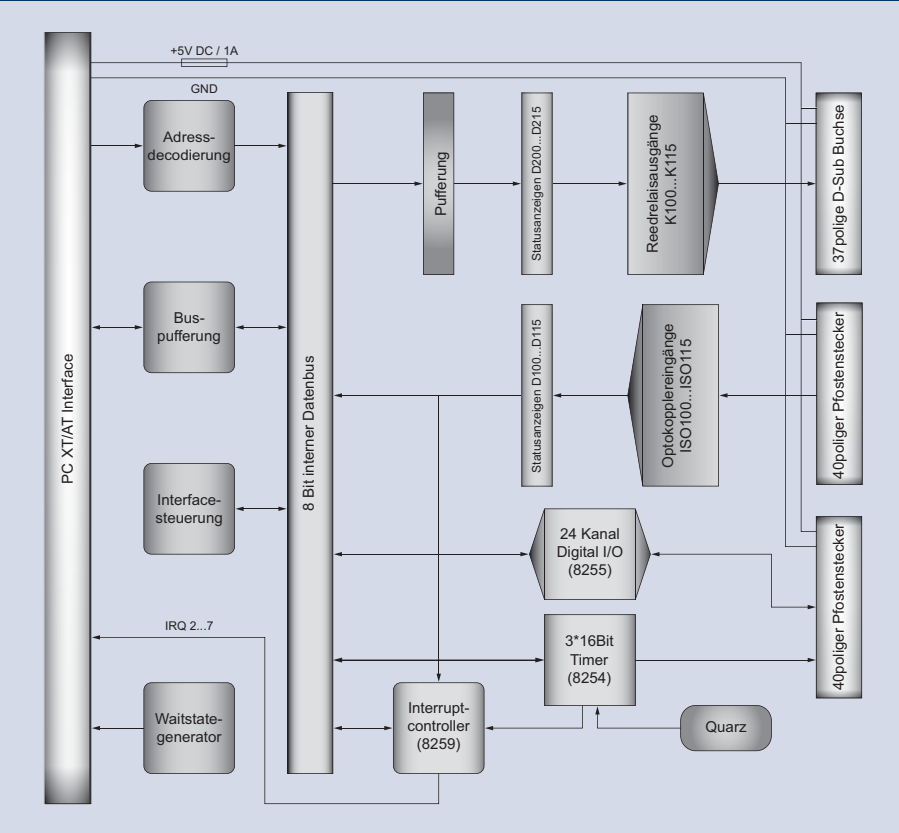 +5V DC / 1A
GND
PC XT/AT Interface
Adress-
decodierung
Bus-
pufferung
Interface-
steuerung
IRQ 2...7
Waitstate-
generator
8 Bit interner Datenbus
Pufferung
Statusanzeigen D200...D215
Reedrelaisausgänge
K100...K115
37polige D-Sub Buchse
Statusanzeigen D100...D115
Optokopplereingänge
ISO100...ISO115
40poliger Pfostenstecker
24 Kanal
Digital I/O
(8255)
40poliger Pfostenstecker
3*16Bit
Timer
(8254)
Interrupt-
controller
(8259)
Quarz